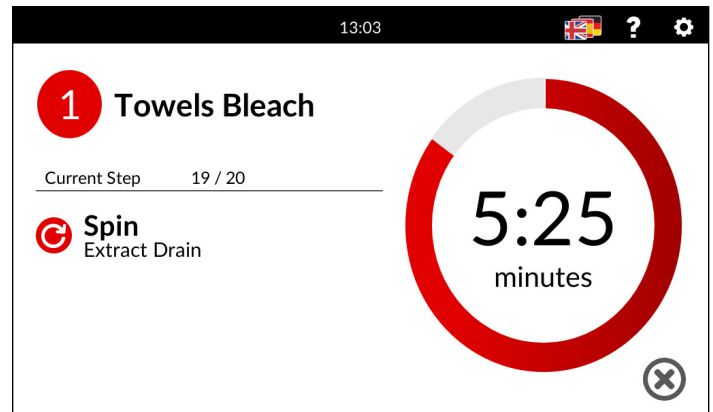 13:03
?
1 Towels Bleach
Current Step 19 / 20
Spin
Extract Drain
5:25
minutes